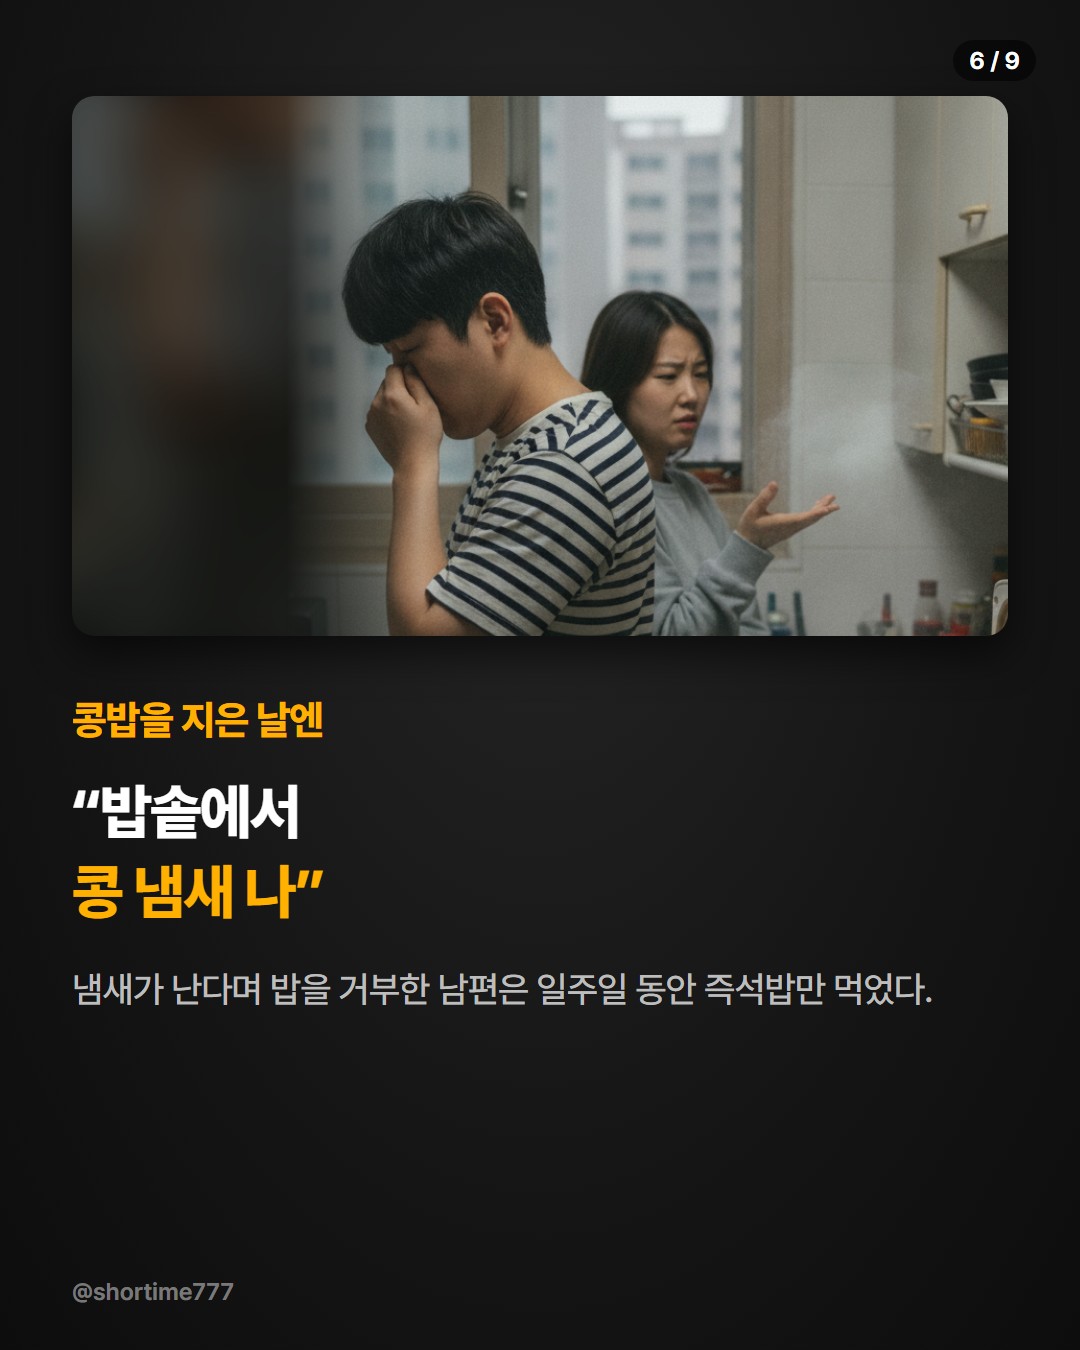 6 / 9
콩밥을 지은 날엔
“밥솥에서
콩 냄새 나”
냄새가 난다며 밥을 거부한 남편은 일주일 동안 즉석밥만 먹었다.
@shortime777